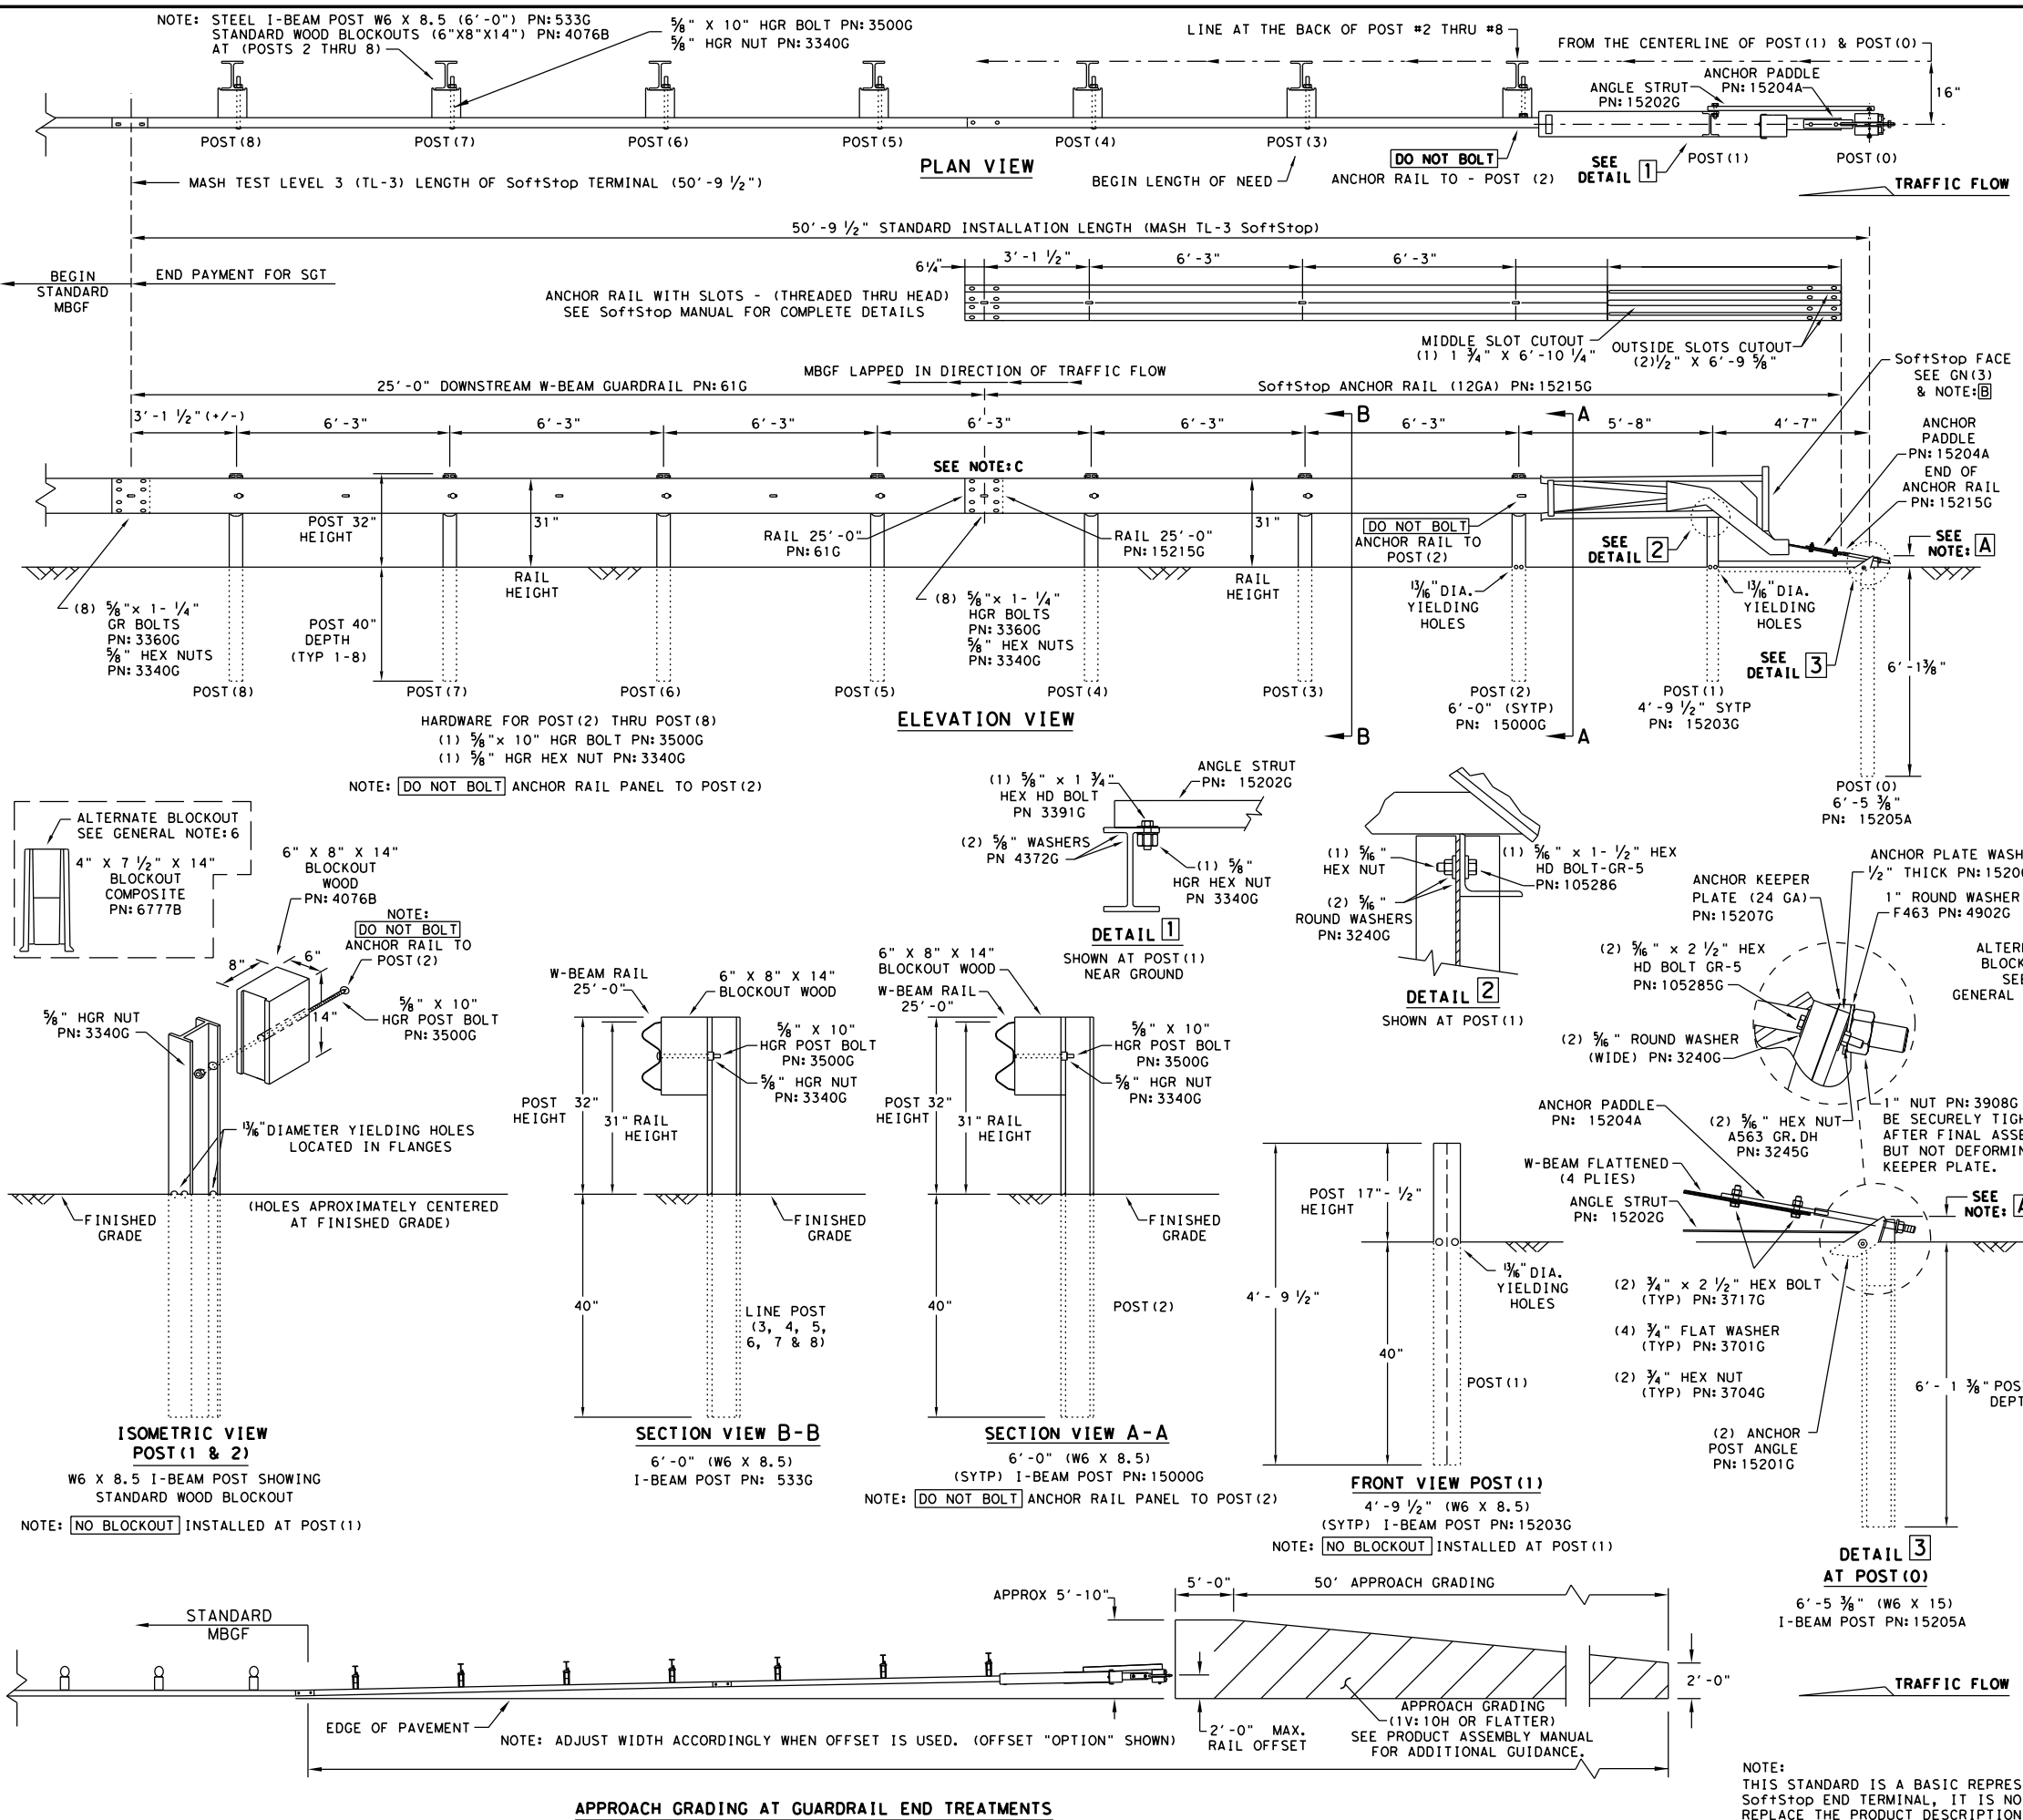 NOTE: STEEL I-BEAM POST W6 X 8.5 (6'-0") PN:533G
STANDARD WOOD BLOCKOUTS (6"X8"X14") PN:4076B
AT (POSTS 2 THRU 8)
5/8" X 10" HGR BOLT PN:3500G
5/8" HGR NUT PN:3340G
LINE AT THE BACK OF POST #2 THRU #8
FROM THE CENTERLINE OF POST(1) & POST(0)
ANGLE STRUT
PN:15202G
ANCHOR PADDLE
PN:15204A
16"
POST(8)
POST(7)
POST(6)
POST(5)
POST(4)
POST(3)
PLAN VIEW
DO NOT BOLT
ANCHOR RAIL TO - POST (2)
SEE
DETAIL 1
POST(1)
POST(0)
MASH TEST LEVEL 3 (TL-3) LENGTH OF SoftStop TERMINAL (50'-9 1/2")
BEGIN LENGTH OF NEED
TRAFFIC FLOW
50'-9 1/2" STANDARD INSTALLATION LENGTH (MASH TL-3 SoftStop)
BEGIN
STANDARD
MBGF
END PAYMENT FOR SGT
6 1/4"
3'-1 1/2"
6'-3"
6'-3"
ANCHOR RAIL WITH SLOTS - (THREADED THRU HEAD)
SEE SoftStop MANUAL FOR COMPLETE DETAILS
MIDDLE SLOT CUTOUT
(1) 1 3/4" X 6'-10 1/4"
OUTSIDE SLOTS CUTOUT
(2)1/2" X 6'-9 5/8"
MBGF LAPPED IN DIRECTION OF TRAFFIC FLOW
25'-0" DOWNSTREAM W-BEAM GUARDRAIL PN:61G
SoftStop ANCHOR RAIL (12GA) PN:15215G
SoftStop FACE
SEE GN(3)
& NOTE:B
3'-1 1/2"(+/-)
6'-3"
6'-3"
6'-3"
6'-3"
6'-3"
6'-3"
5'-8"
4'-7"
B
A
ANCHOR
PADDLE
PN:15204A
END OF
ANCHOR RAIL
PN:15215G
SEE NOTE:C
POST 32"
HEIGHT
31"
RAIL
HEIGHT
RAIL 25'-0"
PN:61G
RAIL 25'-0"
PN:15215G
31"
RAIL
HEIGHT
DO NOT BOLT
ANCHOR RAIL TO
POST(2)
SEE
DETAIL 2
SEE
NOTE: A
(8) 5/8"x 1- 1/4"
GR BOLTS
PN:3360G
5/8" HEX NUTS
PN:3340G
POST 40"
DEPTH
(TYP 1-8)
(8) 5/8"x 1- 1/4"
HGR BOLTS
PN:3360G
5/8" HEX NUTS
PN:3340G
13/16"DIA.
YIELDING
HOLES
13/16"DIA.
YIELDING
HOLES
SEE
DETAIL 3
6'-1 3/8"
POST(8)
POST(7)
POST(6)
POST(5)
POST(4)
POST(3)
POST(2)
6'-0" (SYTP)
PN: 15000G
POST(1)
4'-9 1/2" SYTP
PN: 15203G
HARDWARE FOR POST(2) THRU POST(8)
(1) 5/8"x 10" HGR BOLT PN:3500G
(1) 5/8" HGR HEX NUT PN:3340G
ELEVATION VIEW
B
A
NOTE: DO NOT BOLT ANCHOR RAIL PANEL TO POST(2)
POST(0)
6'-5 3/8"
PN: 15205A
ALTERNATE BLOCKOUT
SEE GENERAL NOTE:6
4" X 7 1/2" X 14"
BLOCKOUT
COMPOSITE
PN:6777B
6" X 8" X 14"
BLOCKOUT
WOOD
PN:4076B
NOTE:
DO NOT BOLT
ANCHOR RAIL TO
POST(2)
8"
6"
14"
5/8" X 10"
HGR POST BOLT
PN:3500G
5/8" HGR NUT
PN:3340G
13/16"DIAMETER YIELDING HOLES
LOCATED IN FLANGES
(HOLES APROXIMATELY CENTERED
AT FINISHED GRADE)
FINISHED
GRADE
ISOMETRIC VIEW
POST(1 & 2)
W6 X 8.5 I-BEAM POST SHOWING
STANDARD WOOD BLOCKOUT
NOTE: NO BLOCKOUT INSTALLED AT POST(1)
W-BEAM RAIL
25'-0"
6" X 8" X 14"
BLOCKOUT WOOD
5/8" X 10"
HGR POST BOLT
PN:3500G
5/8" HGR NUT
PN:3340G
POST 32"
HEIGHT
31" RAIL
HEIGHT
FINISHED
GRADE
40"
LINE POST
(3, 4, 5,
6, 7 & 8)
SECTION VIEW B-B
6'-0" (W6 X 8.5)
I-BEAM POST PN: 533G
6" X 8" X 14"
BLOCKOUT WOOD
W-BEAM RAIL
25'-0"
5/8" X 10"
HGR POST BOLT
PN:3500G
5/8" HGR NUT
PN:3340G
POST 32"
HEIGHT
31" RAIL
HEIGHT
FINISHED
GRADE
40"
POST(2)
SECTION VIEW A-A
6'-0" (W6 X 8.5)
(SYTP) I-BEAM POST PN:15000G
NOTE: DO NOT BOLT ANCHOR RAIL PANEL TO POST(2)
(1) 5/8" x 1 3/4"
HEX HD BOLT
PN 3391G
ANGLE STRUT
PN: 15202G
(2) 5/8" WASHERS
PN 4372G
(1) 5/8"
HGR HEX NUT
PN 3340G
DETAIL 1
SHOWN AT POST(1)
NEAR GROUND
(1) 5/16"
HEX NUT
(1) 5/16" x 1- 1/2" HEX
HD BOLT-GR-5
PN:105286
(2) 5/16"
ROUND WASHERS
PN:3240G
DETAIL 2
SHOWN AT POST(1)
ANCHOR PLATE WASH
1/2" THICK PN:1520
ANCHOR KEEPER
PLATE (24 GA)
PN:15207G
1" ROUND WASHER
F463 PN:4902G
(2) 5/16" x 2 1/2" HEX
HD BOLT GR-5
PN:105285G
ALTER
BLOCK
SEE
GENERAL
(2) 5/16" ROUND WASHER
(WIDE) PN:3240G
(2) 5/16" HEX NUT
A563 GR.DH
PN:3245G
1" NUT PN:3908G
BE SECURELY TIGH
AFTER FINAL ASSE
BUT NOT DEFORMIN
KEEPER PLATE.
ANCHOR PADDLE
PN: 15204A
W-BEAM FLATTENED
(4 PLIES)
ANGLE STRUT
PN: 15202G
SEE
NOTE: A
POST 17"- 1/2"
HEIGHT
4'- 9 1/2"
40"
13/16"DIA.
YIELDING
HOLES
POST(1)
FRONT VIEW POST(1)
4'-9 1/2" (W6 X 8.5)
(SYTP) I-BEAM POST PN:15203G
NOTE: NO BLOCKOUT INSTALLED AT POST(1)
(2) 3/4" x 2 1/2" HEX BOLT
(TYP) PN:3717G
(4) 3/4" FLAT WASHER
(TYP) PN:3701G
(2) 3/4" HEX NUT
(TYP) PN:3704G
(2) ANCHOR
POST ANGLE
PN:15201G
6'- 1 3/8" POS
DEPT
DETAIL 3
AT POST(0)
6'-5 3/8" (W6 X 15)
I-BEAM POST PN:15205A
STANDARD
MBGF
APPROX 5'-10"
5'-0"
50' APPROACH GRADING
2'-0"
TRAFFIC FLOW
EDGE OF PAVEMENT
NOTE: ADJUST WIDTH ACCORDINGLY WHEN OFFSET IS USED. (OFFSET "OPTION" SHOWN)
2'-0" MAX.
RAIL OFFSET
APPROACH GRADING
(1V:10H OR FLATTER)
SEE PRODUCT ASSEMBLY MANUAL
FOR ADDITIONAL GUIDANCE.
APPROACH GRADING AT GUARDRAIL END TREATMENTS
NOTE:
THIS STANDARD IS A BASIC REPRES
SoftStop END TERMINAL, IT IS NO
REPLACE THE PRODUCT DESCRIPTION